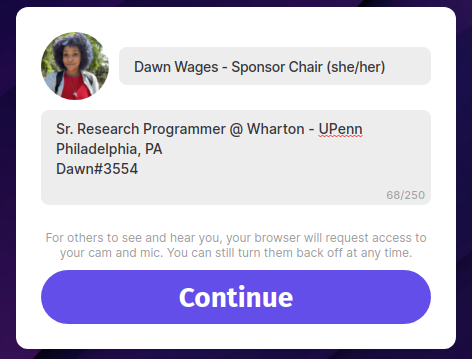 Dawn Wages - Sponsor Chair (she/her)
Sr. Research Programmer @ Wharton - UPenn
Philadelphia, PA
Dawn#3554
68/250
For others to see and hear you, your browser will request access to
your cam and mic. You can still turn them back off at any time.
Continue